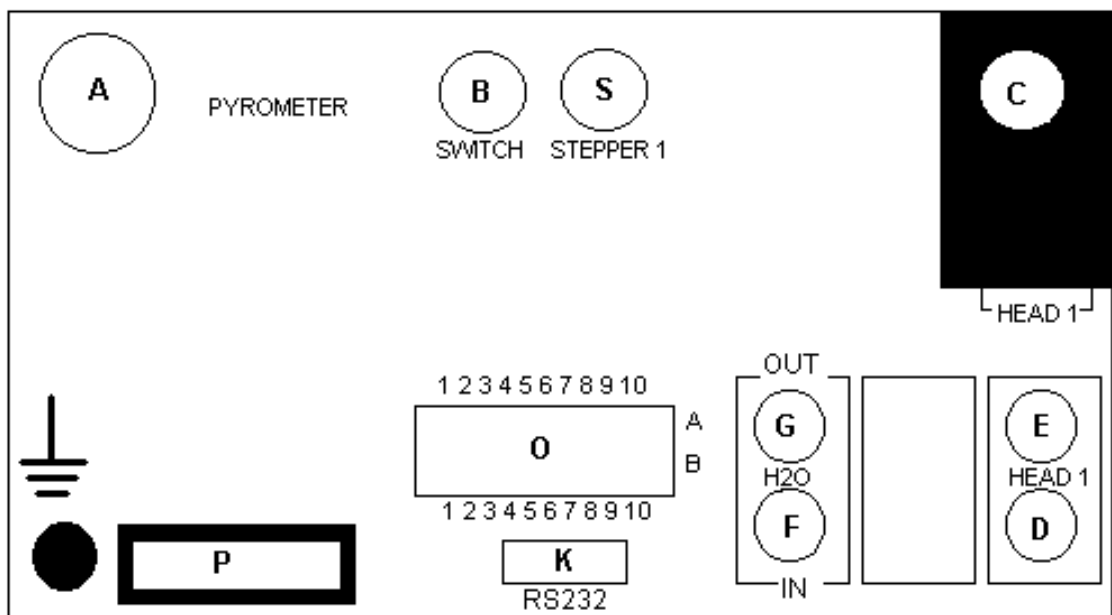 A
PYROMETER
B
SWITCH
S
STEPPER 1
C
HEAD 1
1 2 3 4 5 6 7 8 9 10
O
A
B
1 2 3 4 5 6 7 8 9 10
K
RS232
P
OUT
G
H2O
F
IN
E
HEAD 1
D